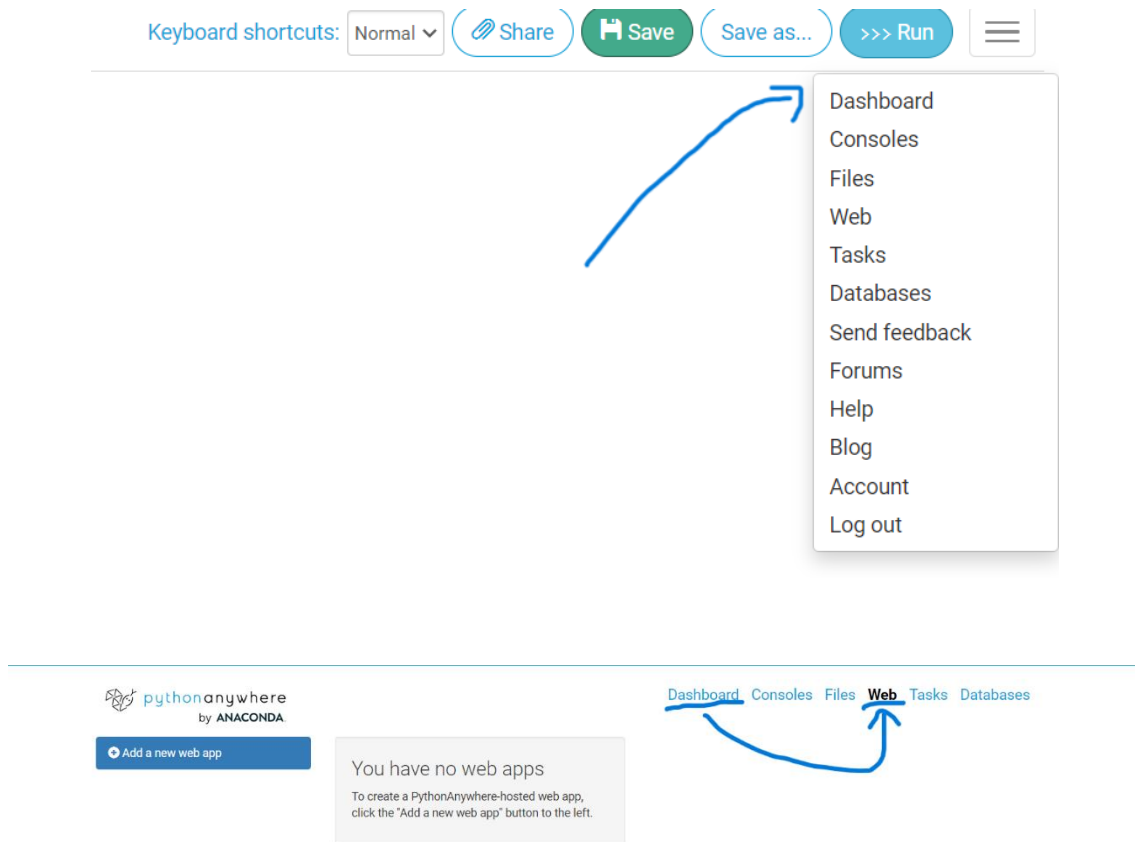 Keyboard shortcuts: Normal Share Save Save as... >>> Run
Dashboard
Consoles
Files
Web
Tasks
Databases
Send feedback
Forums
Help
Blog
Account
Log out
pythonanywhere
by ANACONDA
Dashboard Consoles Files Web Tasks Databases
Add a new web app
You have no web apps
To create a PythonAnywhere-hosted web app,
click the "Add a new web app" button to the left.